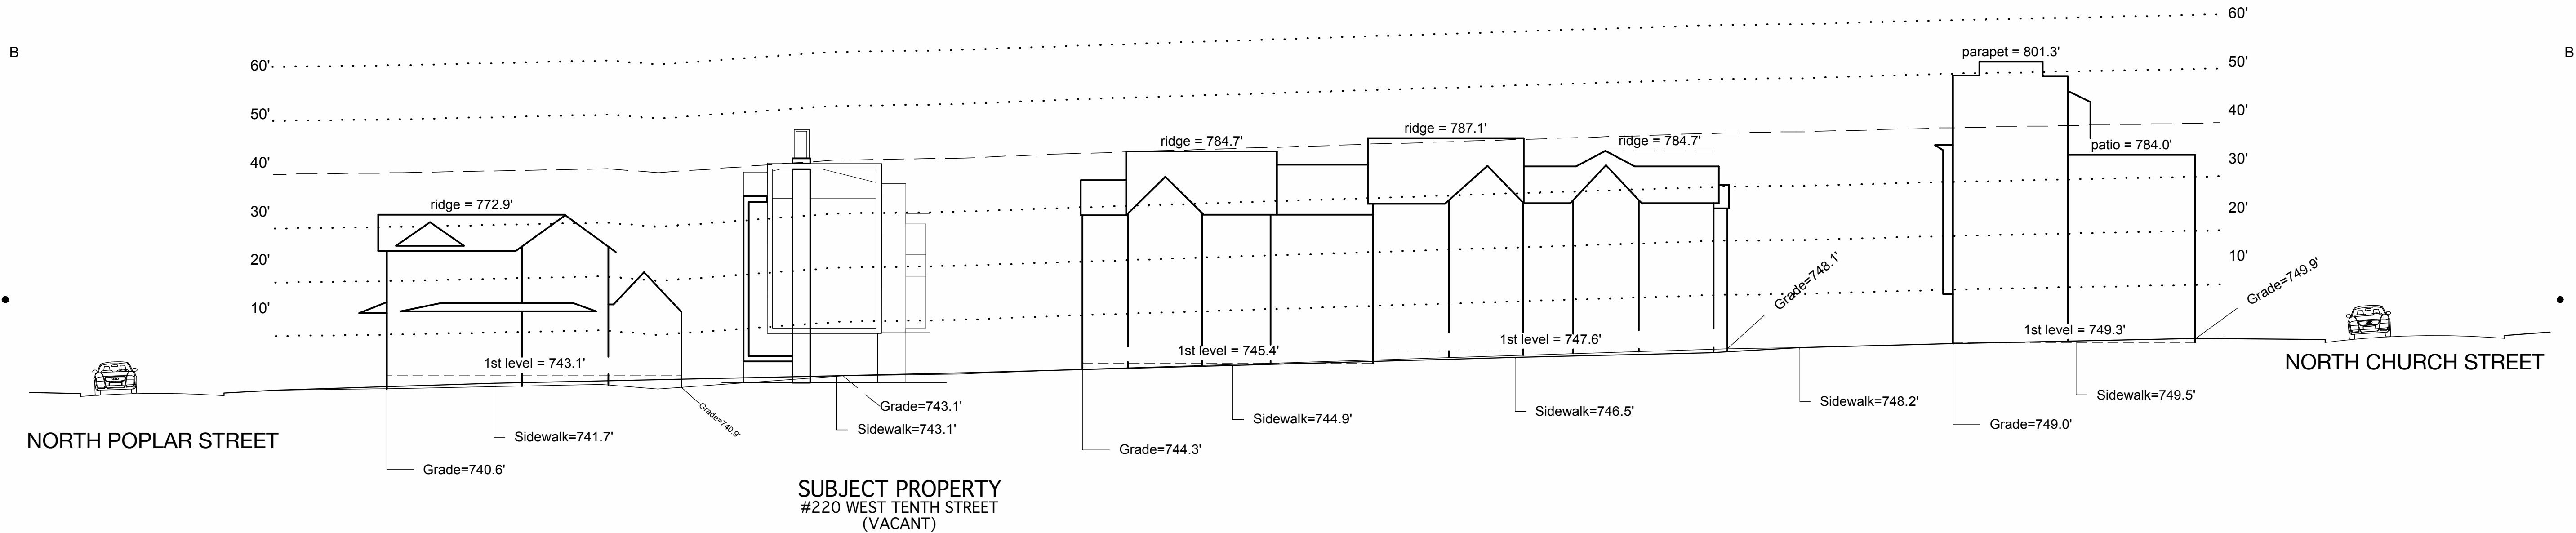 60'
B
parapet = 801.3'
B
60'
50'
50'
40'
ridge = 787.1'
ridge = 784.7'
ridge = 784.7'
patio = 784.0'
40'
30'
ridge = 772.9'
30'
20'
20'
10'
Grade=748.1'
Grade=749.9'
10'
1st level = 749.3'
1st level = 747.6'
1st level = 745.4'
1st level = 743.1'
NORTH CHURCH STREET
Sidewalk=749.5'
Sidewalk=748.2'
Grade=743.1'
Grade=740.9'
Sidewalk=746.5'
Sidewalk=744.9'
Grade=749.0'
Sidewalk=743.1'
Sidewalk=741.7'
NORTH POPLAR STREET
Grade=744.3'
Grade=740.6'
SUBJECT PROPERTY
#220 WEST TENTH STREET
(VACANT)